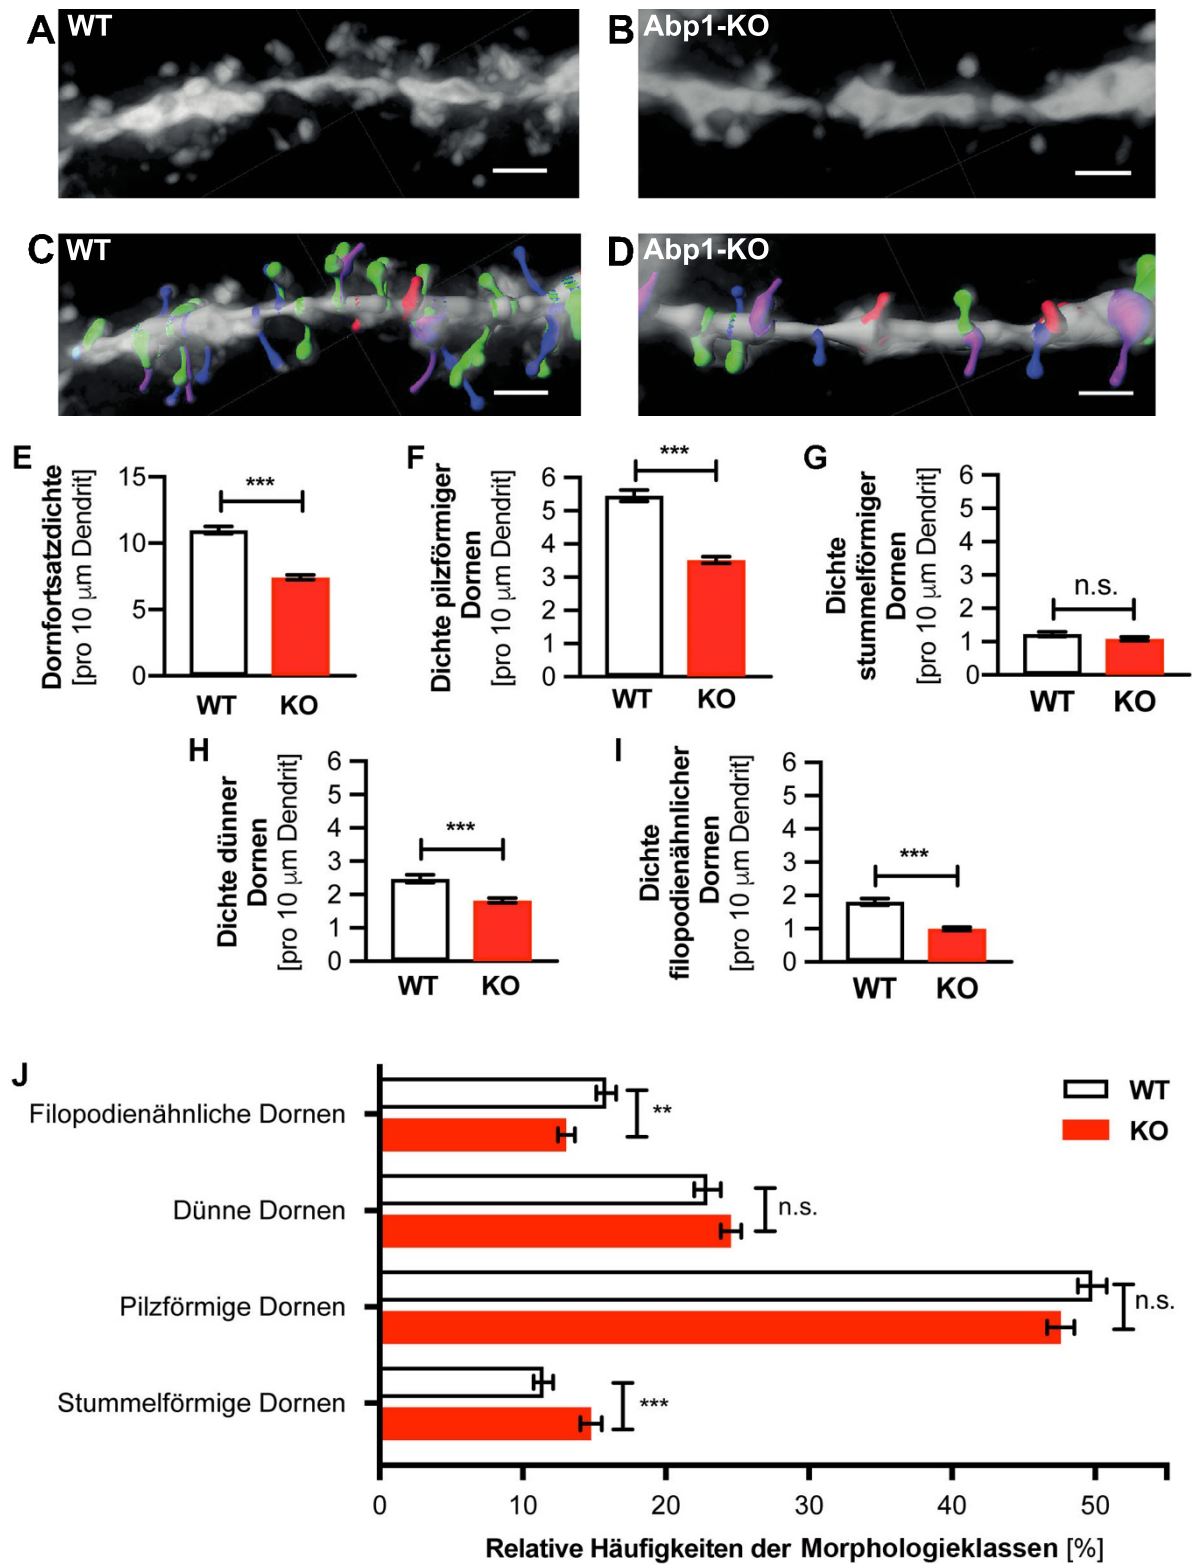 A WT
B Abp1-KO
C WT
D Abp1-KO
E
Dornfortsatzdichte
[pro 10 µm Dendrit]
15
10
5
0
***
WT KO
F
Dichte pilzförmiger
Dornen
[pro 10 µm Dendrit]
6
5
4
3
2
1
0
***
WT KO
G
Dichte
stummelförmiger
Dornen
[pro 10 µm Dendrit]
6
5
4
3
2
1
0
n.s.
WT KO
H
Dichte dünner
Dornen
[pro 10 µm Dendrit]
6
5
4
3
2
1
0
***
WT KO
I
Dichte
filopodienähnlicher
Dornen
[pro 10 µm Dendrit]
6
5
4
3
2
1
0
***
WT KO
J
WT
KO
Filopodienähnliche Dornen
**
Dünne Dornen
n.s.
Pilzförmige Dornen
n.s.
Stummelförmige Dornen
***
0 10 20 30 40 50
Relative Häufigkeiten der Morphologieklassen [%]